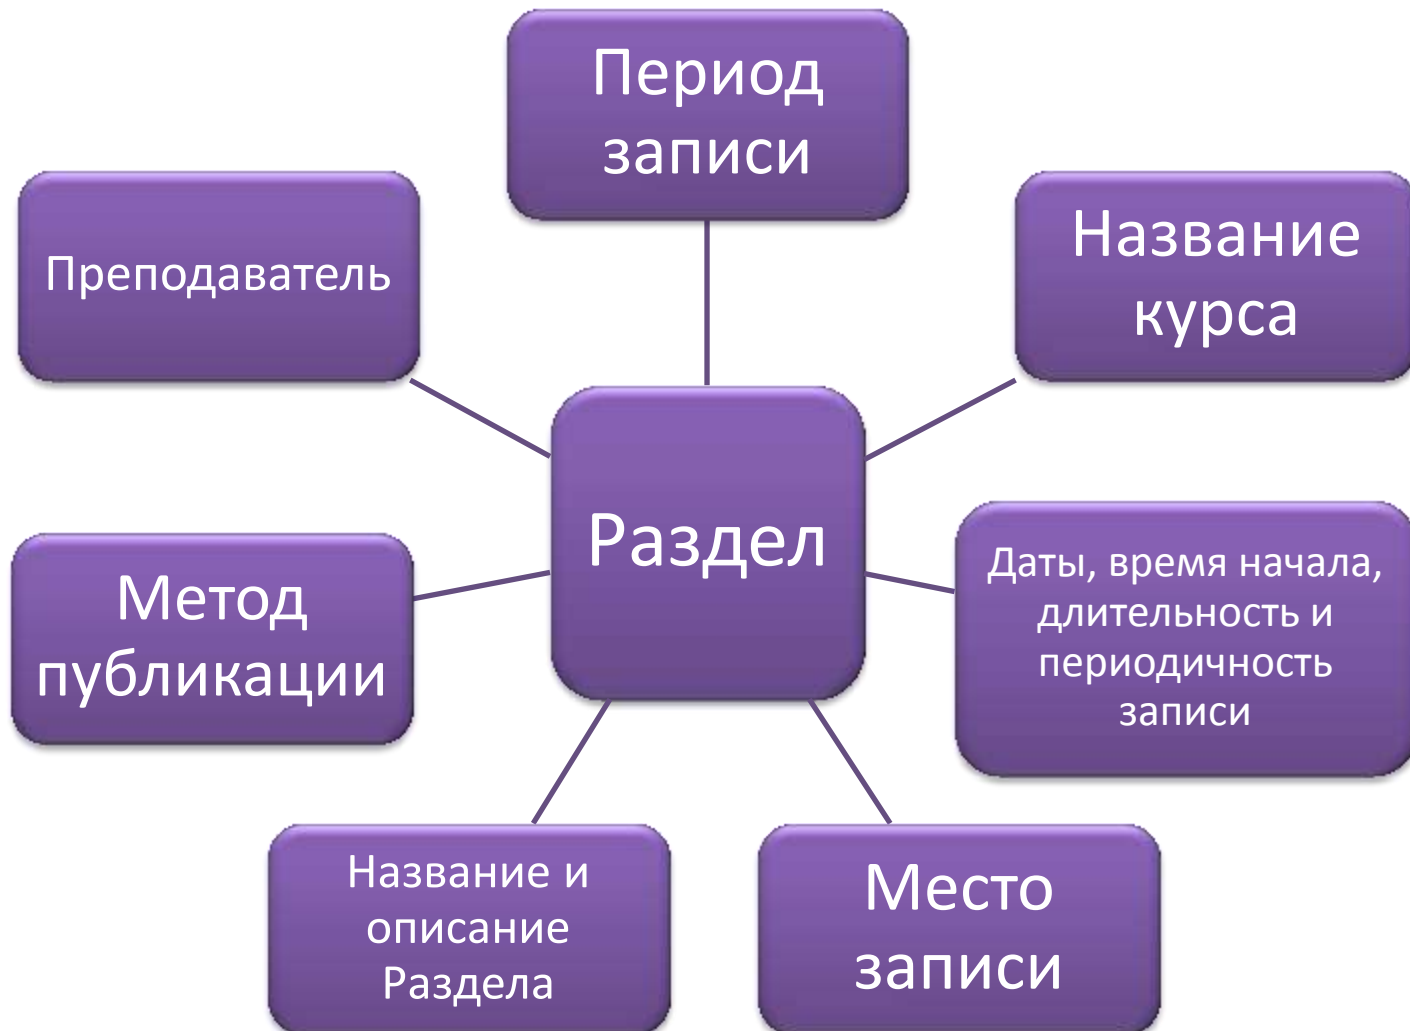 Период
записи
Преподаватель
Название
курса
Раздел
Метод
публикации
Даты, время начала,
длительность и
периодичность
записи
Название и
описание
Раздела
Место
записи